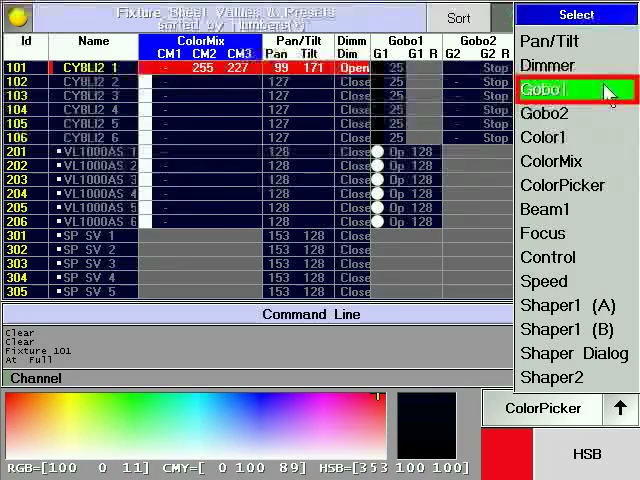 Fixture Sheet Values & Presets
sorted by Numbers(+)
Sort
Select
Id Name ColorMix Pan/Tilt Dimm Gobo1 Gobo2
CM1 CM2 CM3 Pan Tilt Dim G1 G1 R G2 G2 R
101 CYBLI2 1 - 255 227 99 171 Open 25 Stop
102 CYBLI2 2 - 127 Close 25 - Stop
103 CYBLI2 3 - 127 Close 25 - Stop
104 CYBLI2 4 - 127 Close 25 - Stop
105 CYBLI2 5 - 127 Close 25 - Stop
106 CYBLI2 6 - 127 Close 25 - Stop
201 VL1000AS 1 - 128 Close Op 128
202 VL1000AS 2 - 128 Close Op 128
203 VL1000AS 3 - 128 Close Op 128
204 VL1000AS 4 - 128 Close Op 128
205 VL1000AS 5 - 128 Close Op 128
206 VL1000AS 6 - 128 Close Op 128
301 SP SV 1 153 128 Close
302 SP SV 2 153 128 Close
303 SP SV 3 153 128 Close
304 SP SV 4 153 128 Close
305 SP SV 5 153 128 Close
Pan/Tilt
Dimmer
Gobo1
Gobo2
Color1
ColorMix
ColorPicker
Beam1
Focus
Control
Speed
Shaper1 (A)
Shaper1 (B)
Shaper Dialog
Shaper2
Command Line
Clear
Clear
Fixture 101
At Full
Channel
ColorPicker
RGB=[100 0 11] CMY=[ 0 100 89] HSB=[353 100 100]
HSB